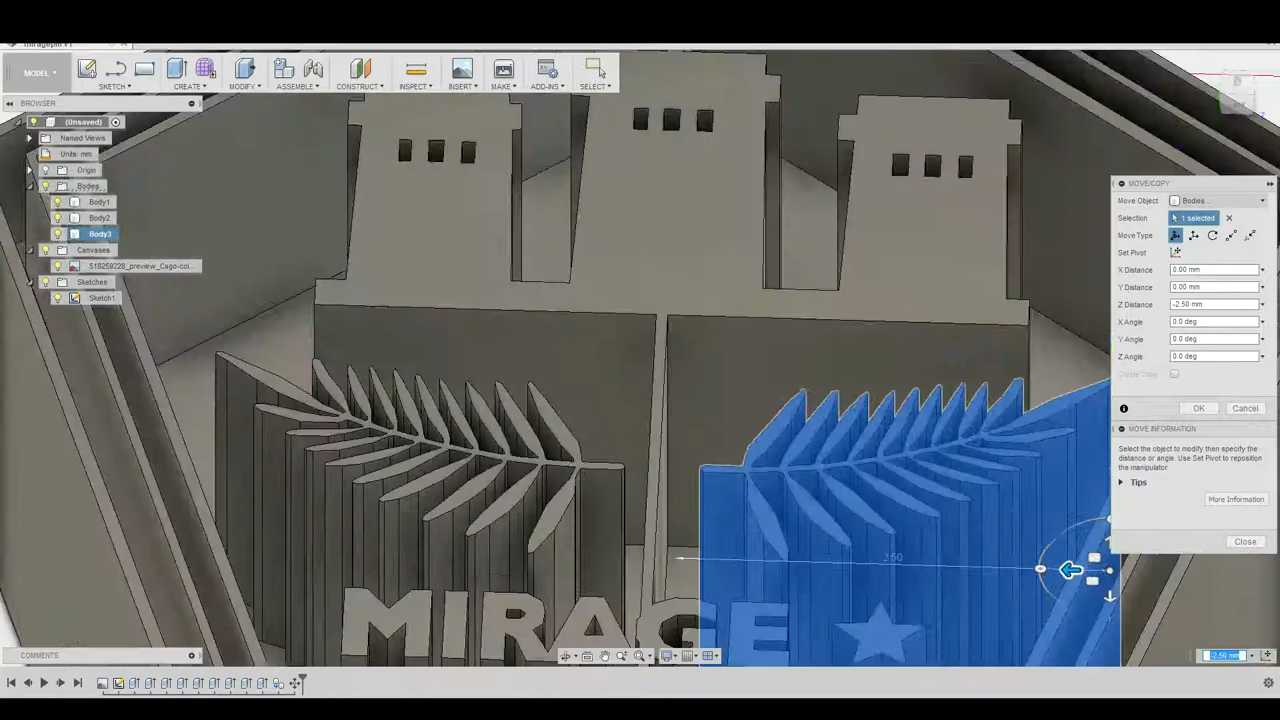 MODEL
SKETCH
CREATE
MODIFY
ASSEMBLE
CONSTRUCT
INSPECT
INSERT
MAKE
ADD-INS
SELECT
BROWSER
(Unsaved)
Named Views
Units: mm
Origin
Bodies
Body1
Body2
Body3
Canvases
518259228_preview_Csgo-col...
Sketches
Sketch1
MOVE/COPY
Move Object Bodies...
Selection 1 selected
Move Type
Set Pivot
X Distance 0.00 mm
Y Distance 0.00 mm
Z Distance -2.50 mm
X Angle 0.0 deg
Y Angle 0.0 deg
Z Angle 0.0 deg
Create Copy
OK Cancel
MOVE INFORMATION
Select the object to modify then specify the
distance or angle. Use Set Pivot to reposition
the manipulator.
Tips
More Information
Close
MIRAGE
-2.50 mm
COMMENTS